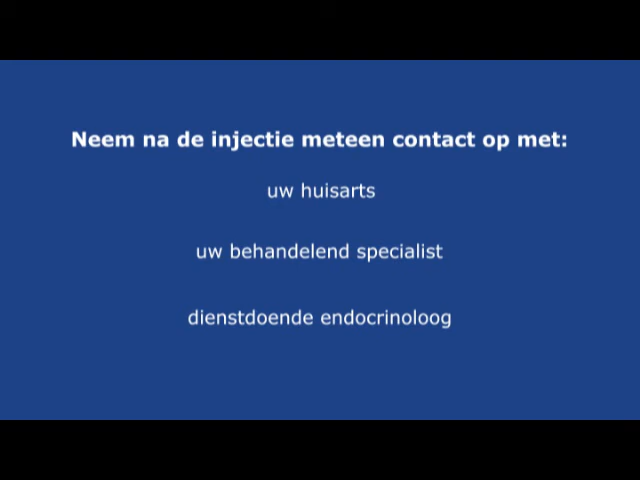 Neem na de injectie meteen contact op met:
uw huisarts
uw behandelend specialist
dienstdoende endocrinoloog